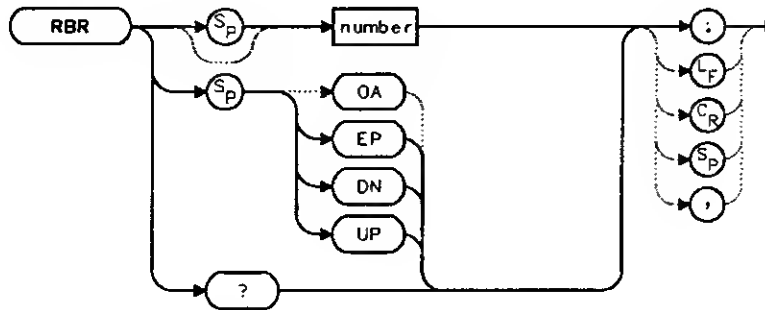 RBR
SP
number
;
SP
OA
LF
EP
CR
DN
SP
UP
,
?